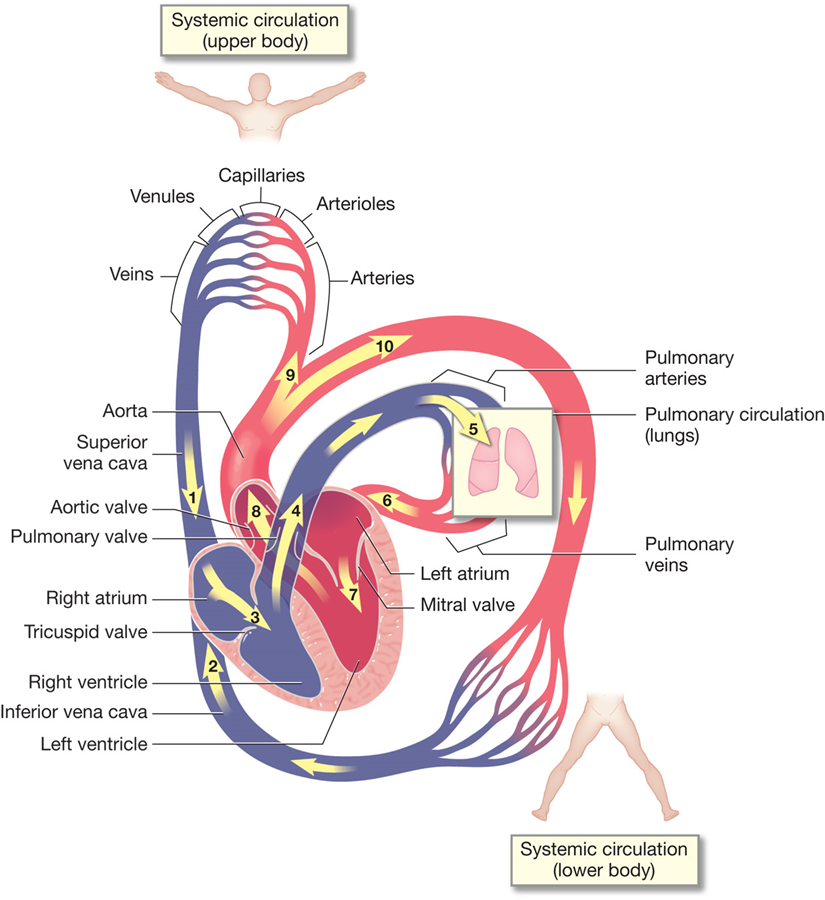 Systemic circulation
(upper body)
Capillaries
Venules
Arterioles
Veins
Arteries
10
9
Pulmonary
arteries
Aorta
Pulmonary circulation
(lungs)
5
Superior
vena cava
1
6
Aortic valve
8
4
Pulmonary valve
Pulmonary
veins
Left atrium
Right atrium
7
Mitral valve
3
Tricuspid valve
2
Right ventricle
Inferior vena cava
Left ventricle
Systemic circulation
(lower body)